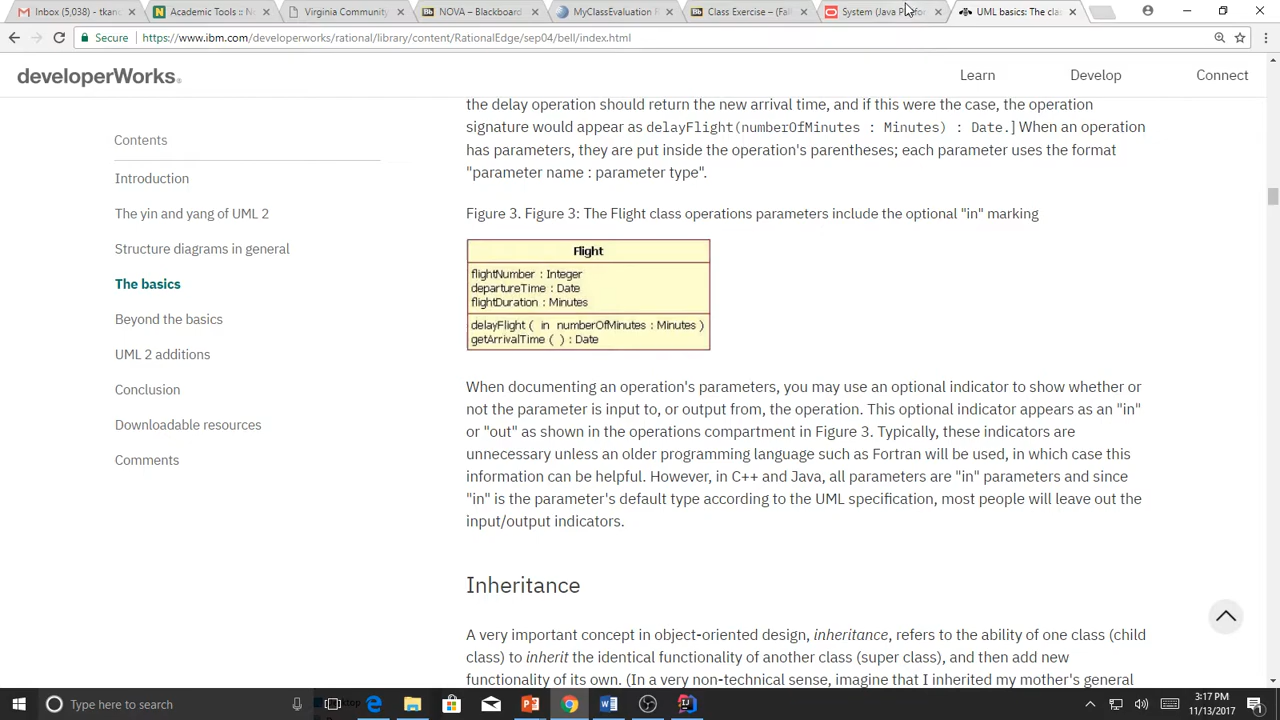 Inbox (5,038) - tkan
Academic Tools :: N
Virginia Community
NOVA – Blackboard
MyClassEvaluation F
Class Exercise – (Fal
System (Java Platfor
UML basics: The cla
Secure
https://www.ibm.com/developerworks/rational/library/content/RationalEdge/sep04/bell/index.html
developerWorks.
Learn
Develop
Connect
Contents
Introduction
The yin and yang of UML 2
Structure diagrams in general
The basics
Beyond the basics
UML 2 additions
Conclusion
Downloadable resources
Comments
the delay operation should return the new arrival time, and if this were the case, the operation
signature would appear as delayFlight(numberOfMinutes : Minutes) : Date.] When an operation
has parameters, they are put inside the operation's parentheses; each parameter uses the format
"parameter name : parameter type".
Figure 3. Figure 3: The Flight class operations parameters include the optional "in" marking
Flight
flightNumber : Integer
departureTime : Date
flightDuration : Minutes
delayFlight ( in numberOfMinutes : Minutes )
getArrivalTime ( ) : Date
When documenting an operation's parameters, you may use an optional indicator to show whether or
not the parameter is input to, or output from, the operation. This optional indicator appears as an "in"
or "out" as shown in the operations compartment in Figure 3. Typically, these indicators are
unnecessary unless an older programming language such as Fortran will be used, in which case this
information can be helpful. However, in C++ and Java, all parameters are "in" parameters and since
"in" is the parameter's default type according to the UML specification, most people will leave out the
input/output indicators.
Inheritance
A very important concept in object-oriented design, inheritance, refers to the ability of one class (child
class) to inherit the identical functionality of another class (super class), and then add new
functionality of its own. (In a very non-technical sense, imagine that I inherited my mother's general
Type here to search
3:17 PM
11/13/2017